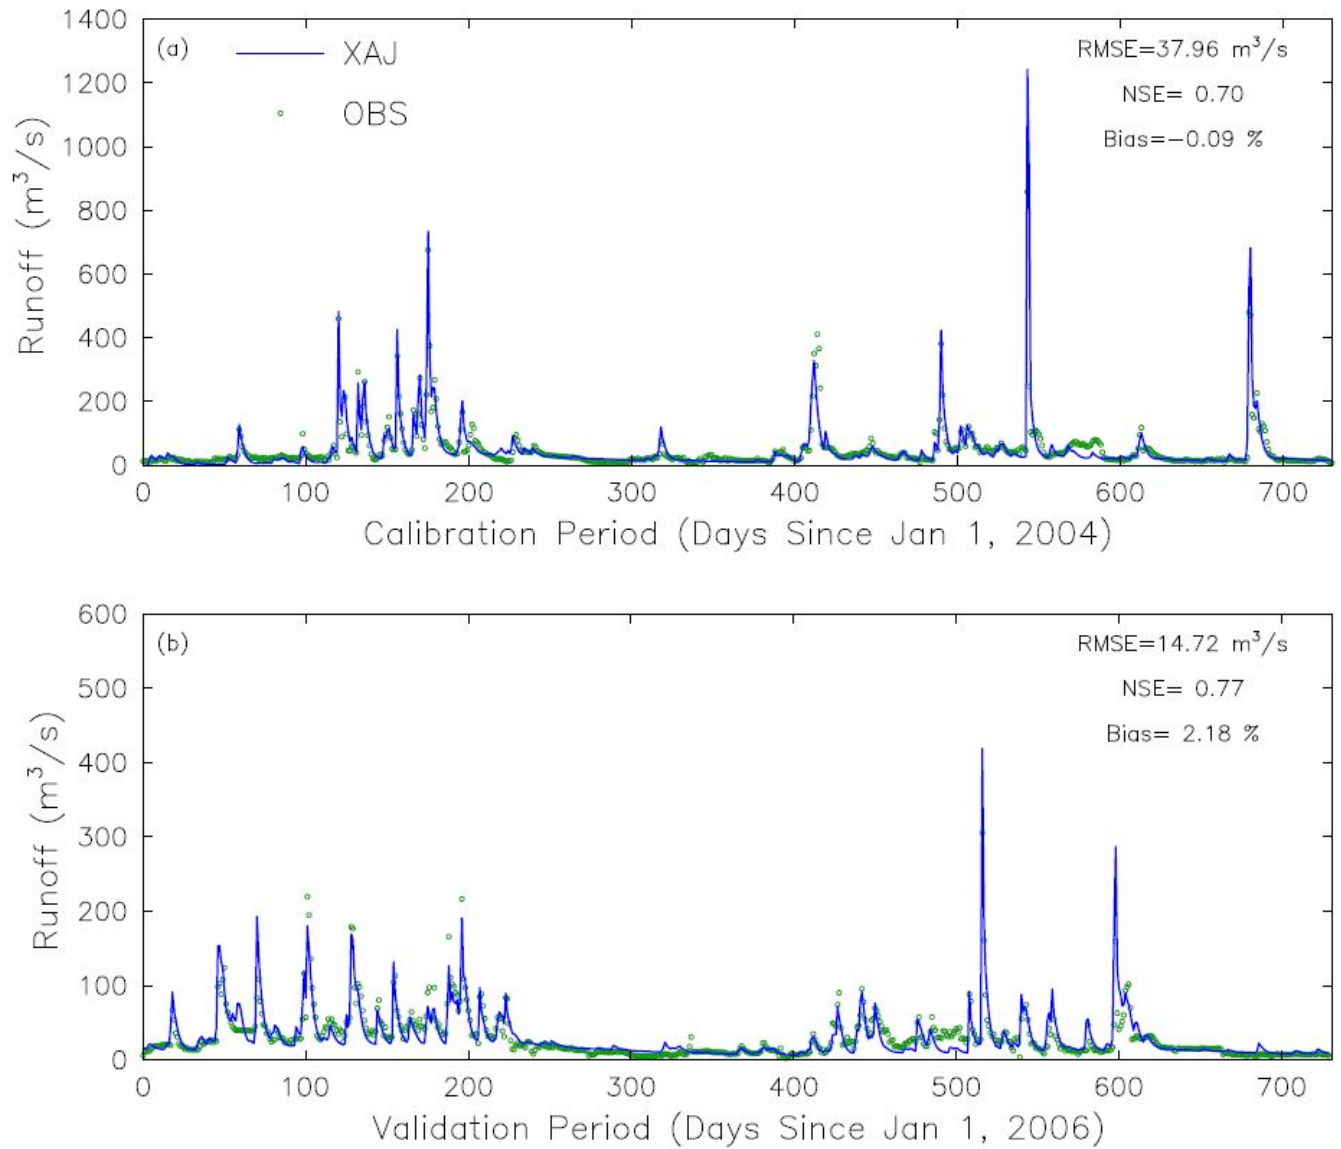 1400
1200
1000
800
600
400
200
0
Runoff (m³/s)
(a)
XAJ
OBS
RMSE=37.96 m³/s
NSE= 0.70
Bias=−0.09 %
0 100 200 300 400 500 600 700
Calibration Period (Days Since Jan 1, 2004)
600
500
400
300
200
100
0
Runoff (m³/s)
(b)
RMSE=14.72 m³/s
NSE= 0.77
Bias= 2.18 %
0 100 200 300 400 500 600 700
Validation Period (Days Since Jan 1, 2006)